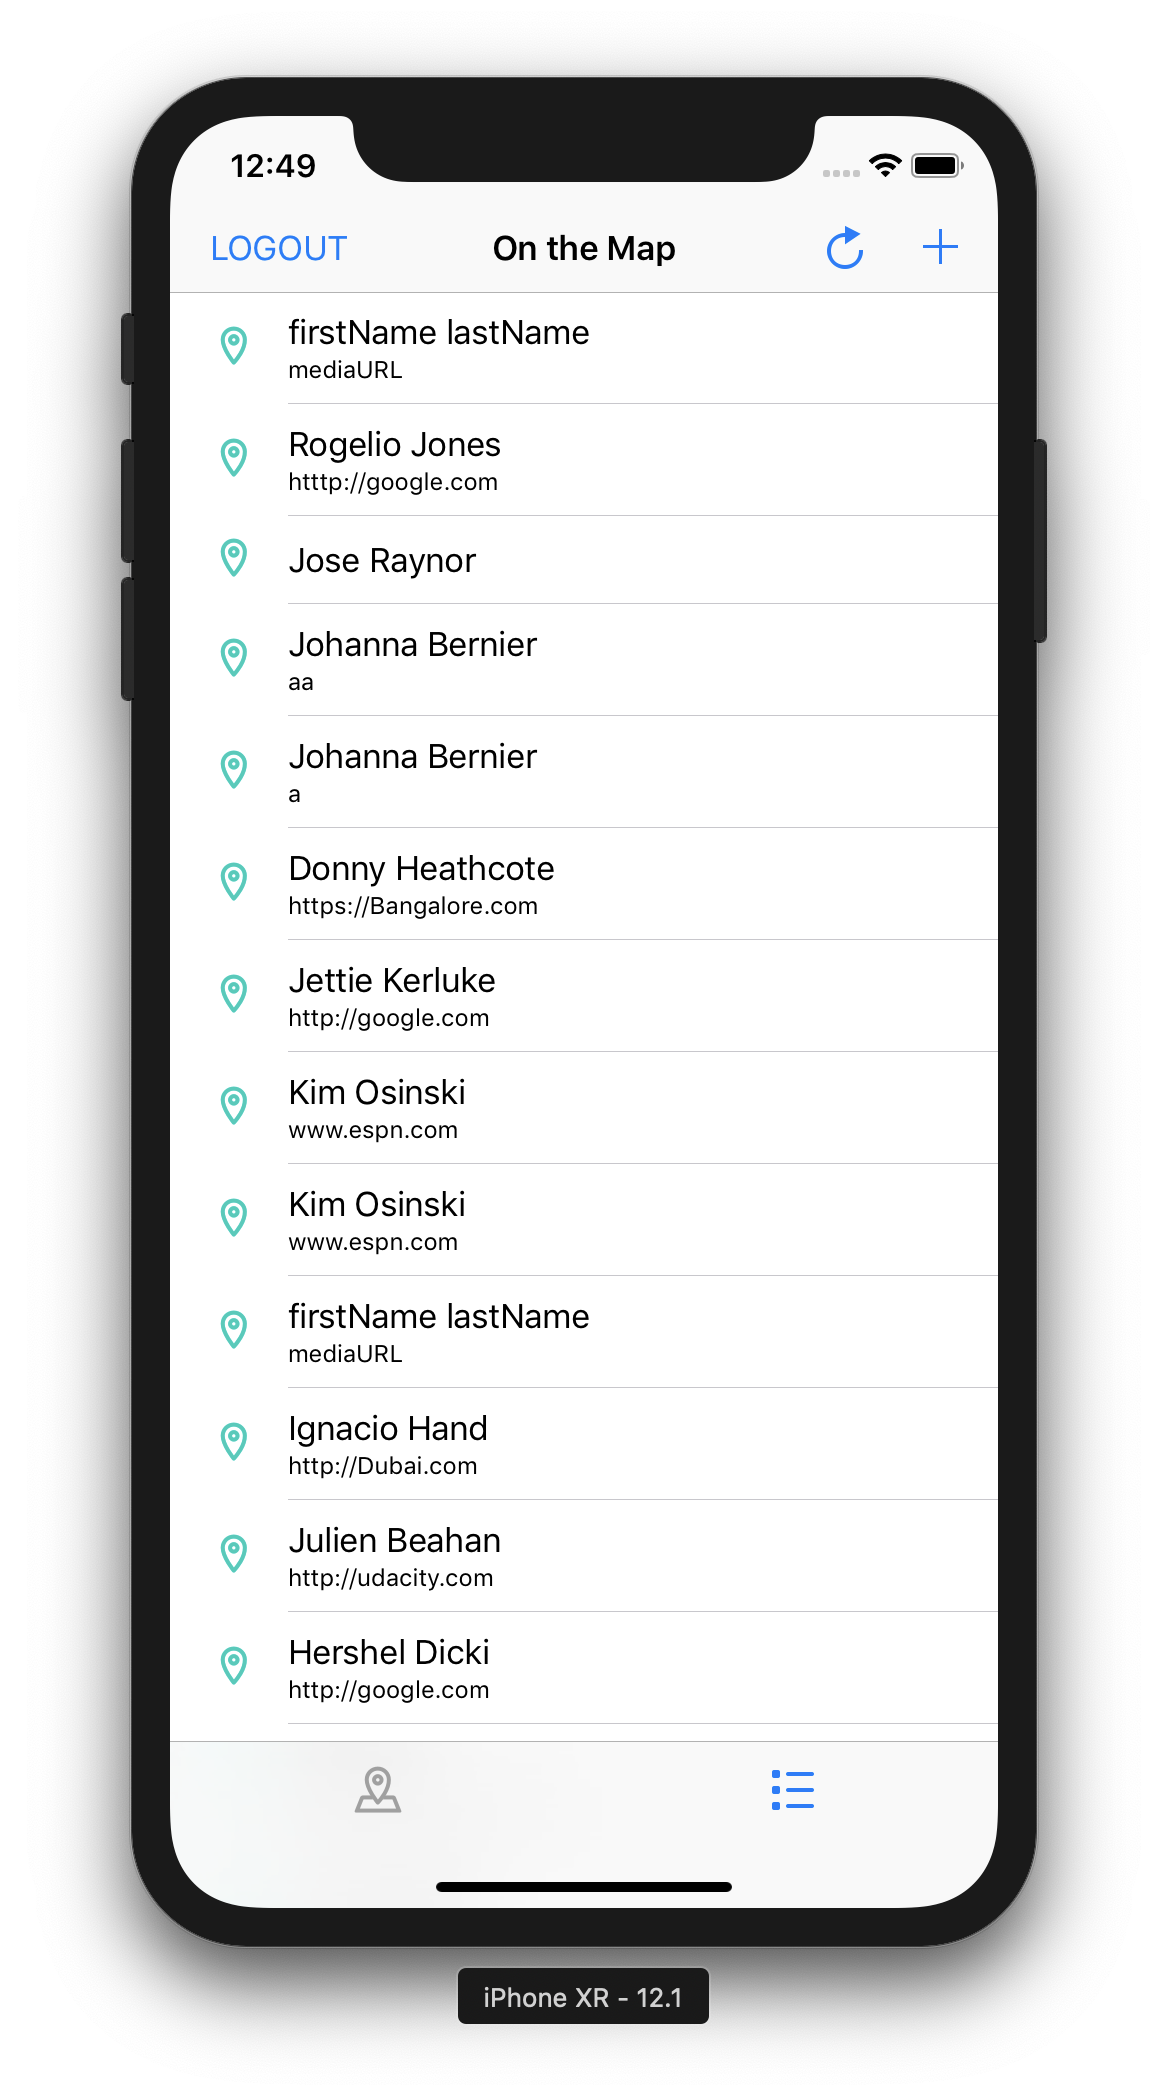 12:49
LOGOUT On the Map
firstName lastName
mediaURL
Rogelio Jones
htttp://google.com
Jose Raynor
Johanna Bernier
aa
Johanna Bernier
a
Donny Heathcote
https://Bangalore.com
Jettie Kerluke
http://google.com
Kim Osinski
www.espn.com
Kim Osinski
www.espn.com
firstName lastName
mediaURL
Ignacio Hand
http://Dubai.com
Julien Beahan
http://udacity.com
Hershel Dicki
http://google.com
iPhone XR - 12.1